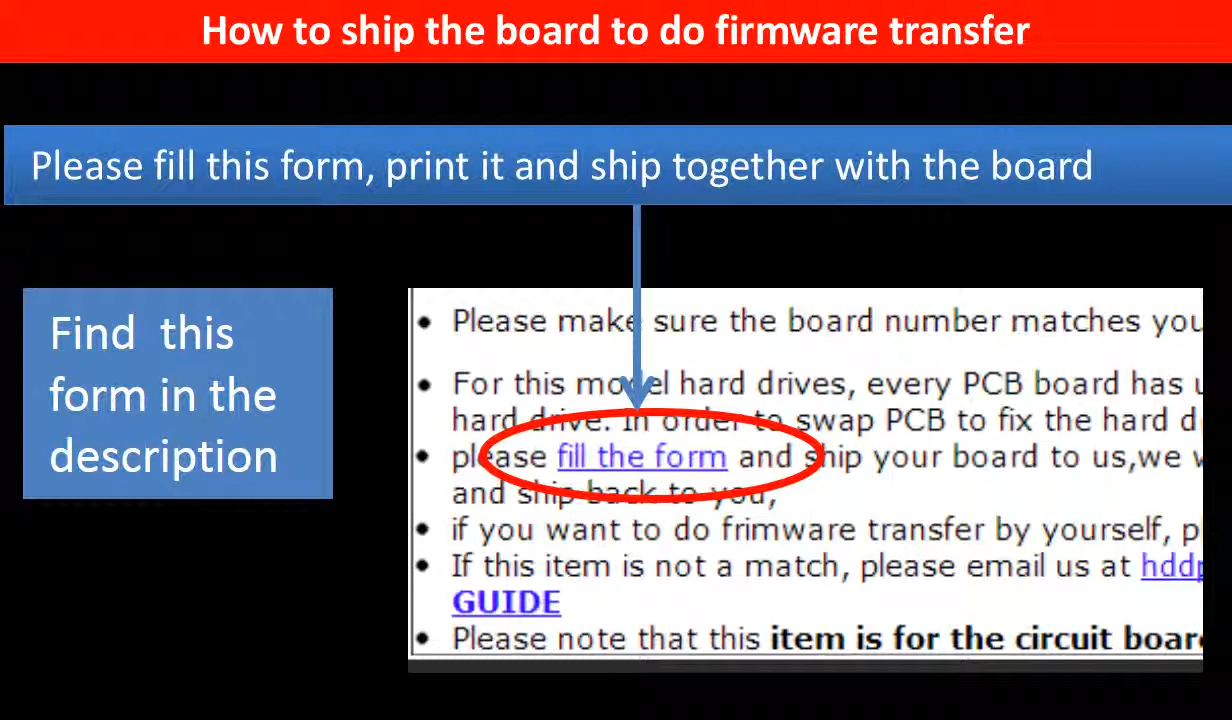 How to ship the board to do firmware transfer
Please fill this form, print it and ship together with the board
Find this
form in the
description
Please make sure the board number matches you
For this model hard drives, every PCB board has
hard drive. In order to swap PCB to fix the hard
please fill the form and ship your board to us,we
and ship back to you,
if you want to do frimware transfer by yourself,
If this item is not a match, please email us at hddp
GUIDE
Please note that this item is for the circuit board